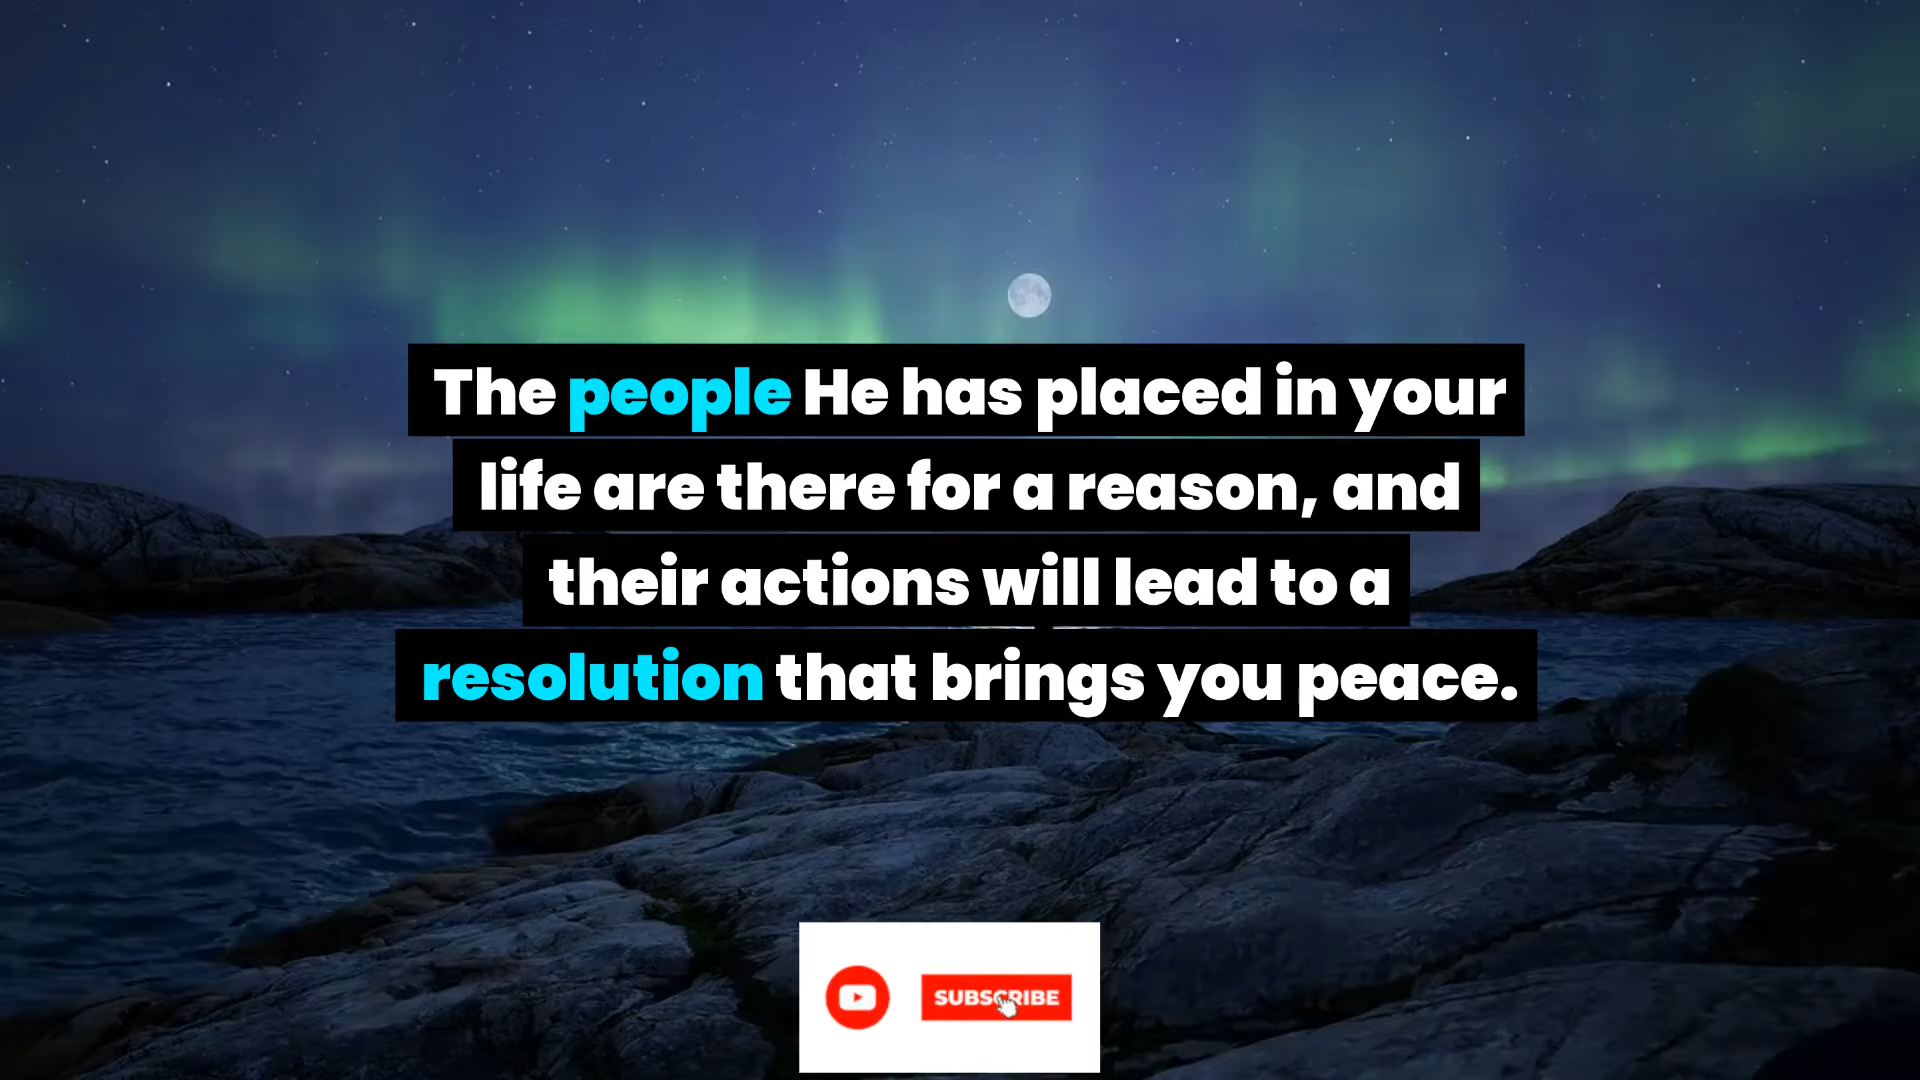 The people He has placed in your
life are there for a reason, and
their actions will lead to a
resolution that brings you peace.
SUBSCRIBE